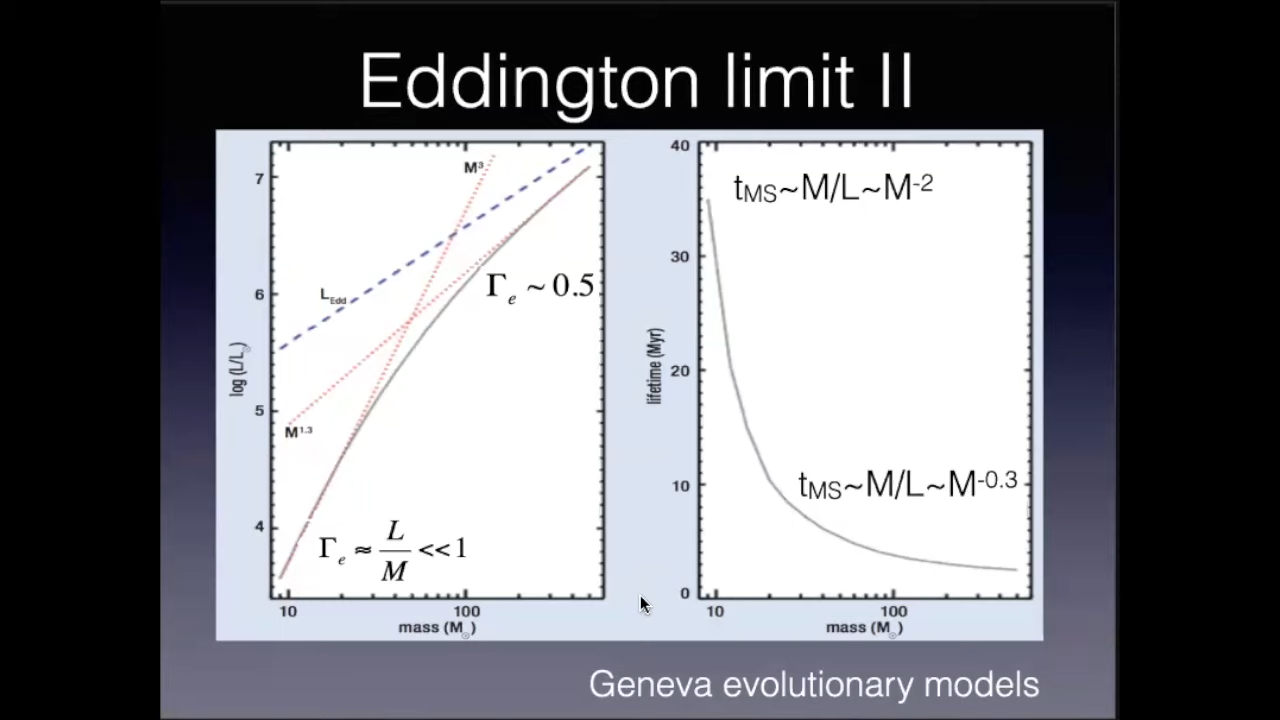 Eddington limit II
7
6
5
4
log (L/L☉)
M³
L_Edd
M^1.3
Γ_e ~ 0.5
Γ_e ≈ L/M <<1
10 100
mass (M☉)
40
30
20
10
0
lifetime (Myr)
t_MS~M/L~M^-2
t_MS~M/L~M^-0.3
10 100
mass (M☉)
Geneva evolutionary models